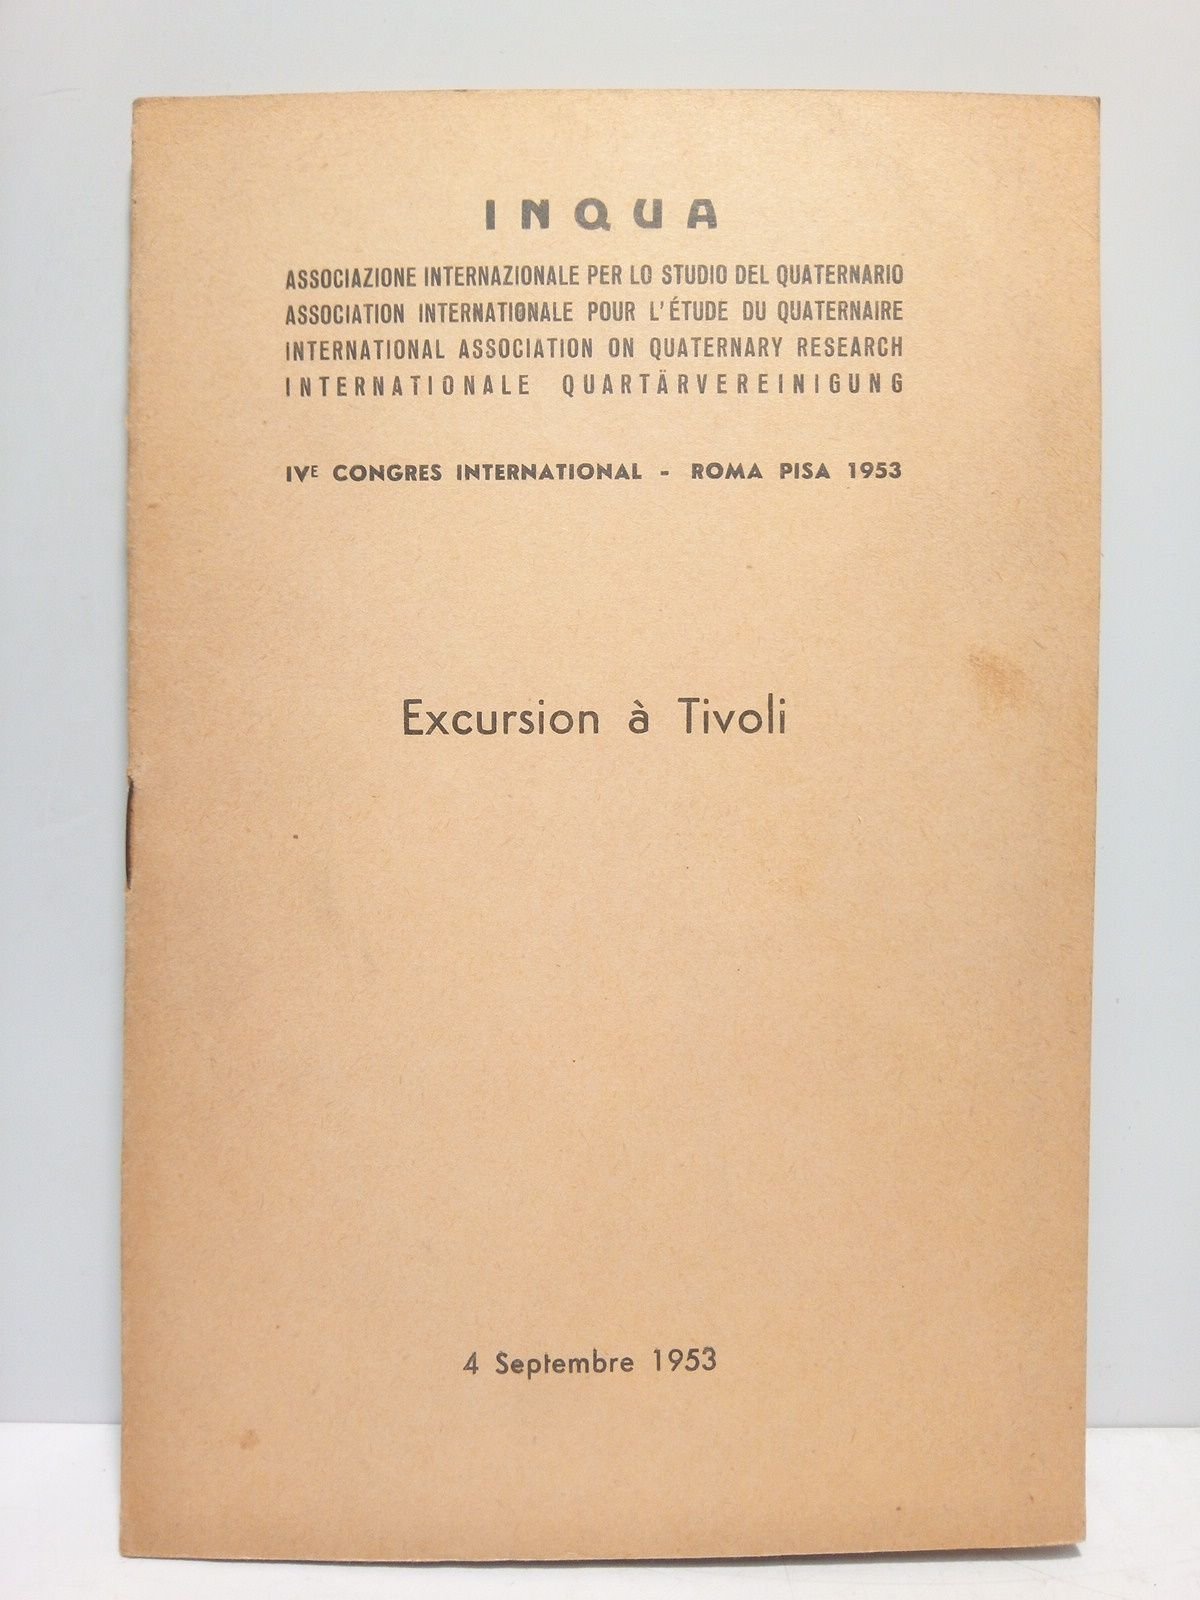 INQUA
ASSOCIAZIONE INTERNAZIONALE PER LO STUDIO DEL QUATERNARIO
ASSOCIATION INTERNATIONALE POUR L'ÉTUDE DU QUATERNAIRE
INTERNATIONAL ASSOCIATION ON QUATERNARY RESEARCH
INTERNATIONALE QUARTÄRVEREINIGUNG
IVE CONGRES INTERNATIONAL - ROMA PISA 1953
Excursion à Tivoli
4 Septembre 1953